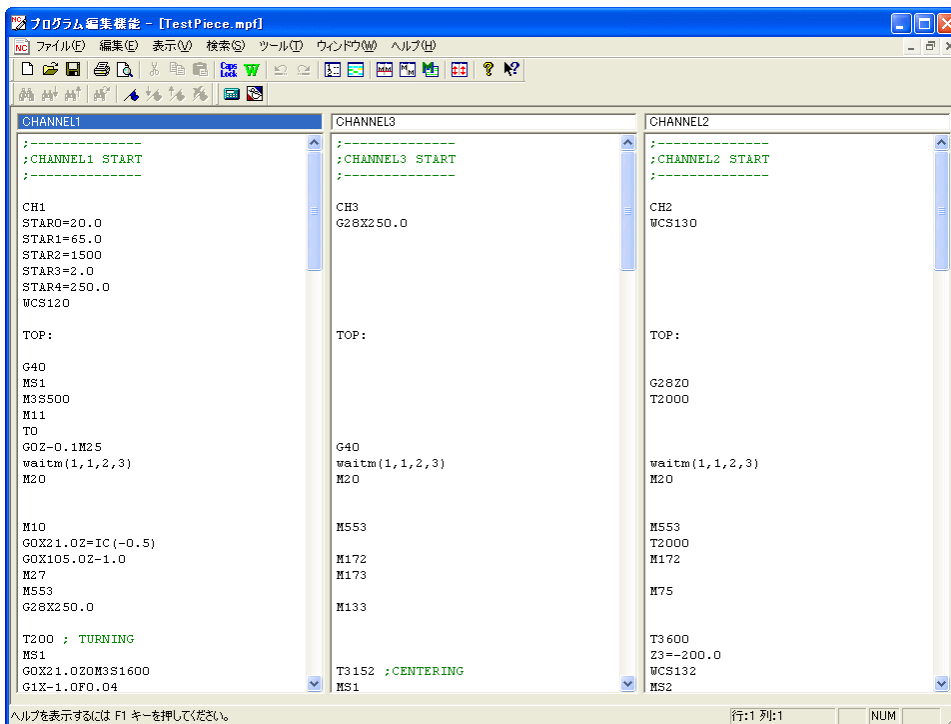 プログラム編集機能 - [TestPiece.mpf]
ファイル(F) 編集(E) 表示(V) 検索(S) ツール(T) ウィンドウ(W) ヘルプ(H)
CHANNEL1
;--------------
;CHANNEL1 START
;--------------
CH1
STAR0=20.0
STAR1=65.0
STAR2=1500
STAR3=2.0
STAR4=250.0
WCS120
TOP:
G40
MS1
M3S500
M11
T0
G0Z-0.1M25
waitm(1,1,2,3)
M20
M10
G0X21.0Z=IC(-0.5)
G0X105.0Z-1.0
M27
M553
G28X250.0
T200 ; TURNING
MS1
G0X21.0Z0M3S1600
G1X-1.0F0.04
CHANNEL3
;--------------
;CHANNEL3 START
;--------------
CH3
G28X250.0
TOP:
G40
waitm(1,1,2,3)
M20
M553
M172
M173
M133
T3152 ;CENTERING
MS1
CHANNEL2
;--------------
;CHANNEL2 START
;--------------
CH2
WCS130
TOP:
G28Z0
T2000
waitm(1,1,2,3)
M20
M553
T2000
M172
M75
T3600
Z3=-200.0
WCS132
MS2
ヘルプを表示するには F1 キーを押してください。
行:1 列:1
NUM